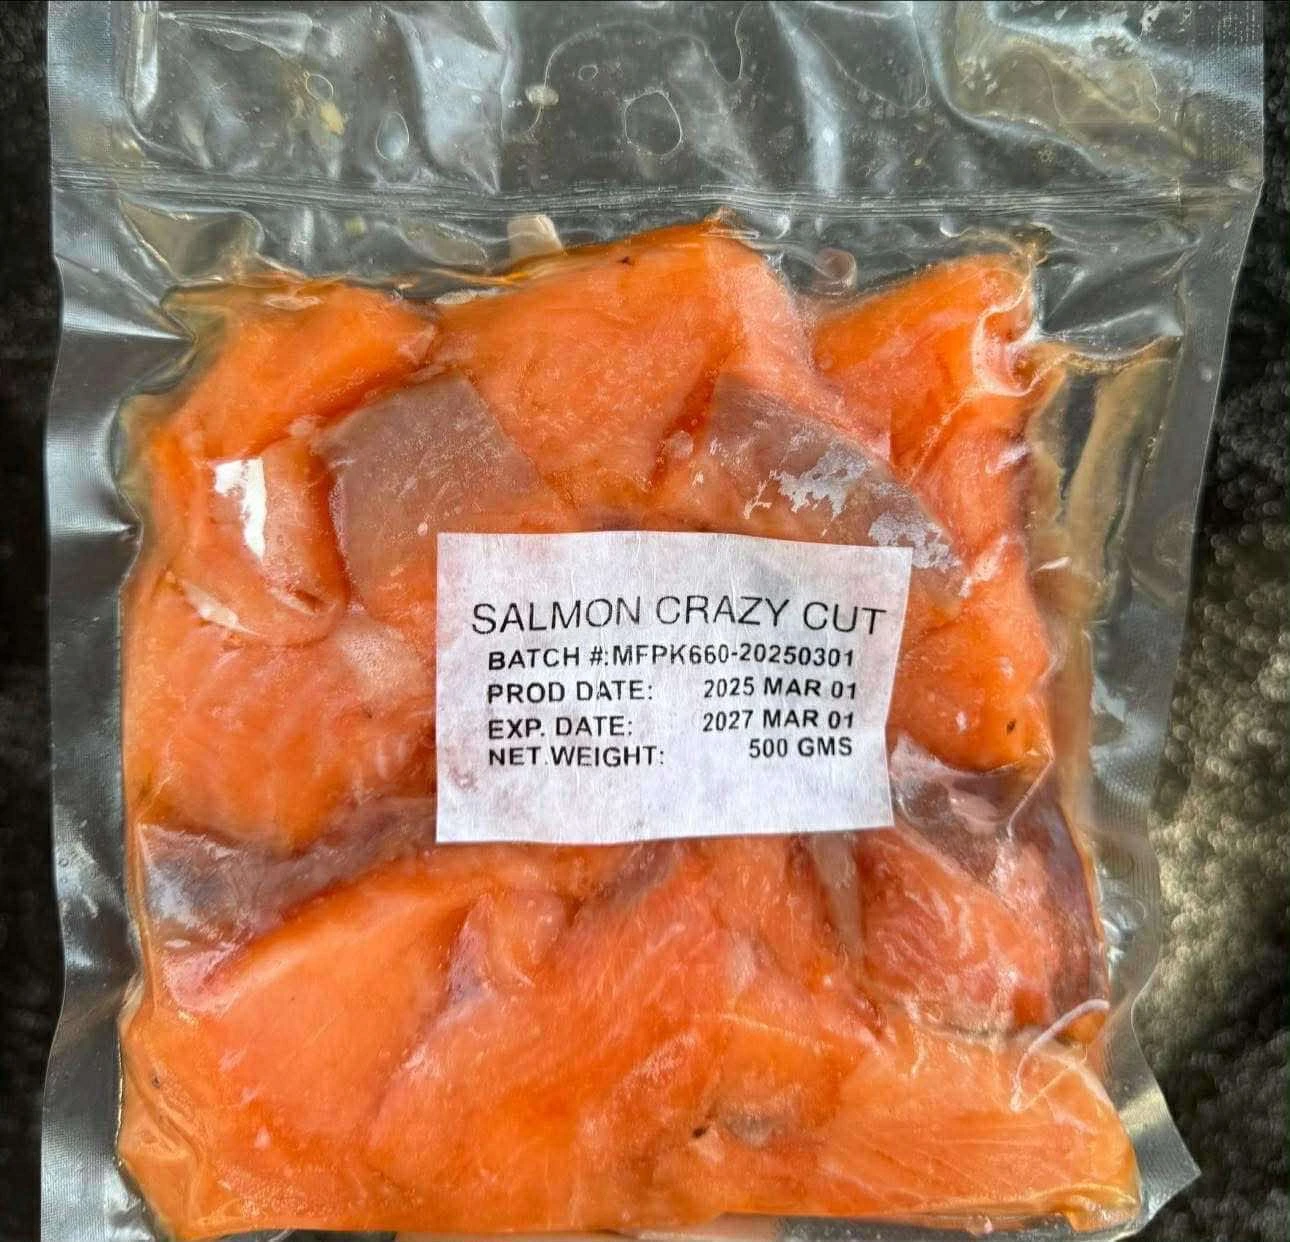 SALMON CRAZY CUT
BATCH #:MFPK660-20250301
PROD DATE: 2025 MAR 01
EXP. DATE: 2027 MAR 01
NET.WEIGHT: 500 GMS